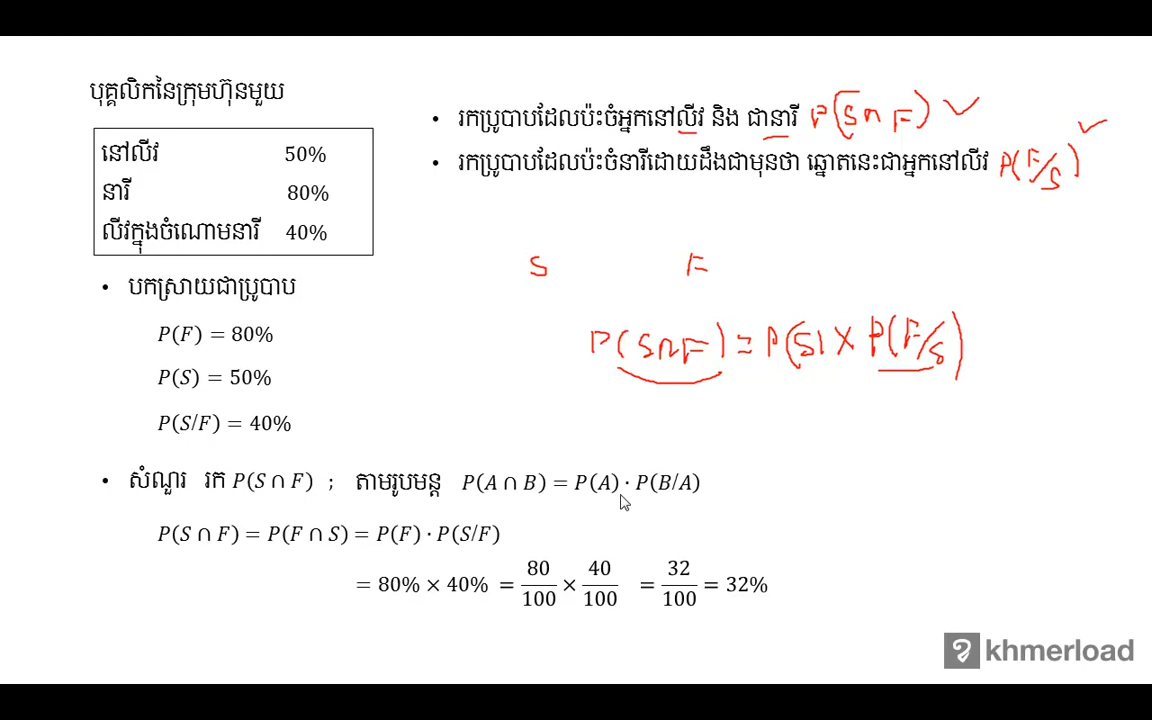 បុគ្គលិកនៃក្រុមហ៊ុនមួយ
នៅលីវ 50%
នារី 80%
លីវក្នុងចំណោមនារី 40%
• រកប្រូបាបដែលប៉ះចំអ្នកនៅលីវ និង ជានារី P(S∩F) ✓
• រកប្រូបាបដែលប៉ះចំនារីដោយដឹងជាមុនថា ឆ្នោតនេះជាអ្នកនៅលីវ P(F/S) ✓
• បកស្រាយជាប្រូបាប
P(F) = 80%
P(S) = 50%
P(S/F) = 40%
S F
P(S∩F) = P(S) × P(F/S)
• សំណួរ រក P(S ∩ F) ; តាមរូបមន្ត P(A ∩ B) = P(A) · P(B/A)
P(S ∩ F) = P(F ∩ S) = P(F) · P(S/F)
= 80% × 40% = 80/100 × 40/100 = 32/100 = 32%
khmerload